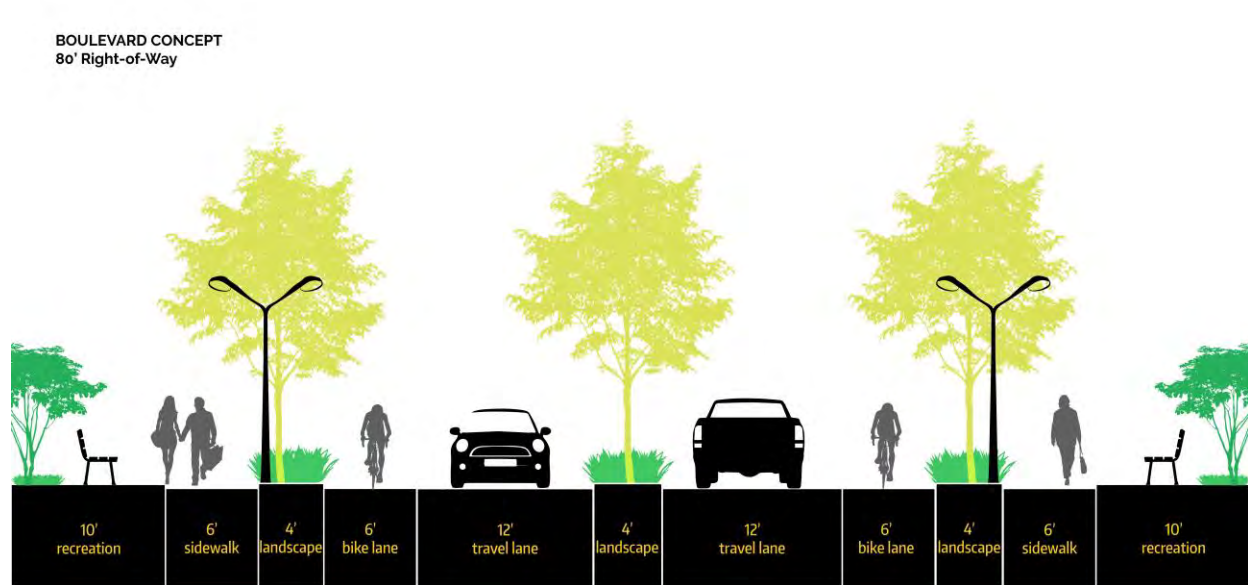 BOULEVARD CONCEPT
80' Right-of-Way
10'
recreation
6'
sidewalk
4'
landscape
6'
bike lane
12'
travel lane
4'
landscape
12'
travel lane
6'
bike lane
4'
landscape
6'
sidewalk
10'
recreation